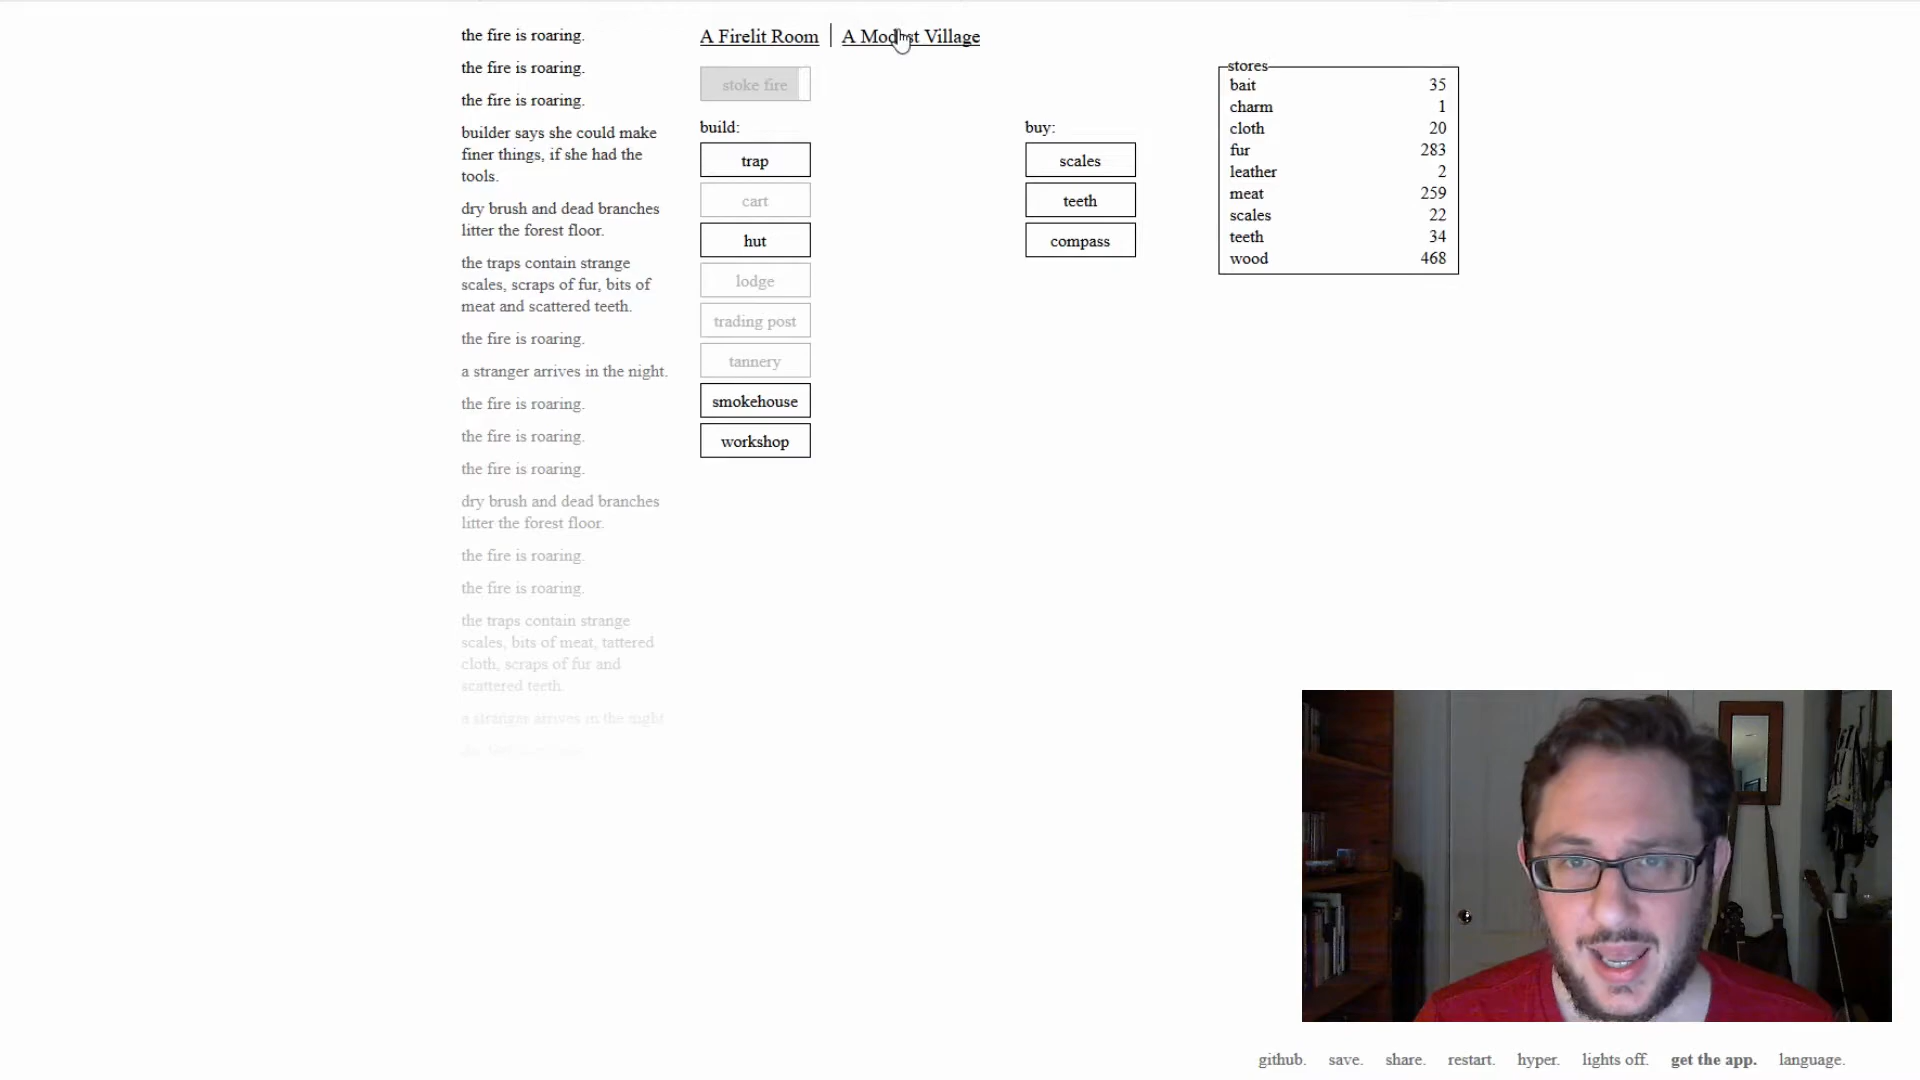 the fire is roaring.
the fire is roaring.
the fire is roaring.
builder says she could make
finer things, if she had the
tools.
dry brush and dead branches
litter the forest floor.
the traps contain strange
scales, scraps of fur, bits of
meat and scattered teeth.
the fire is roaring.
a stranger arrives in the night.
the fire is roaring.
the fire is roaring.
the fire is roaring.
dry brush and dead branches
litter the forest floor.
the fire is roaring.
the fire is roaring.
the traps contain strange
scales, bits of meat, tattered
cloth, scraps of fur and
scattered teeth.
a stranger arrives in the night
A Firelit Room | A Modest Village
stoke fire
build:
trap
cart
hut
lodge
trading post
tannery
smokehouse
workshop
buy:
scales
teeth
compass
stores
bait 35
charm 1
cloth 20
fur 283
leather 2
meat 259
scales 22
teeth 34
wood 468
github. save. share. restart. hyper. lights off. get the app. language.